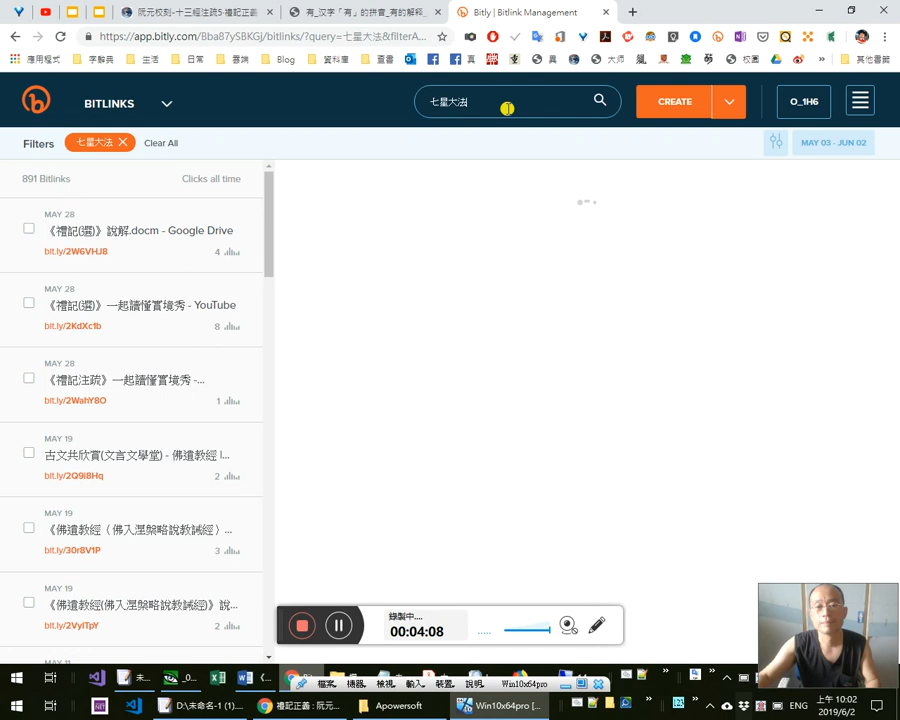 阮元校刻-十三經注疏5-禮記正義
有_汉字「有」的拼音_有的解釋_
Bitly | Bitlink Management
https://app.bitly.com/Bba87ySBKGj/bitlinks/?query=七星大法&filterA...
應用程式 字辭典 生活 日常 雲端 Blog 資料庫 查書 真 異 大師 校園 其他書籤
BITLINKS
七星大法
CREATE
O_1H6
Filters 七星大法 Clear All
MAY 03 - JUN 02
891 Bitlinks Clicks all time
MAY 28
《禮記(選)》說解.docm - Google Drive
bit.ly/2W6VHJ8 4
MAY 28
《禮記(選)》一起讀懂實境秀 - YouTube
bit.ly/2KdXc1b 8
MAY 28
《禮記注疏》一起讀懂實境秀 -...
bit.ly/2WahY8O 1
MAY 19
古文共欣賞(文言文學堂) - 佛遺教經 |...
bit.ly/2Q9i8Hq 2
MAY 19
《佛遺教經（佛入涅槃略說教誡經）...
bit.ly/30r8V1P 3
MAY 19
《佛遺教經(佛入涅槃略說教誡經)》說...
bit.ly/2VyITpY 2
錄製中....
00:04:08
檔案 機器 檢視 輸入 裝置 說明 Win10x64pro
上午 10:02
D:\未命名-1 (1)....
禮記正義 : 阮元...
Apowersoft
Win10x64pro [...
ENG
2019/6/2